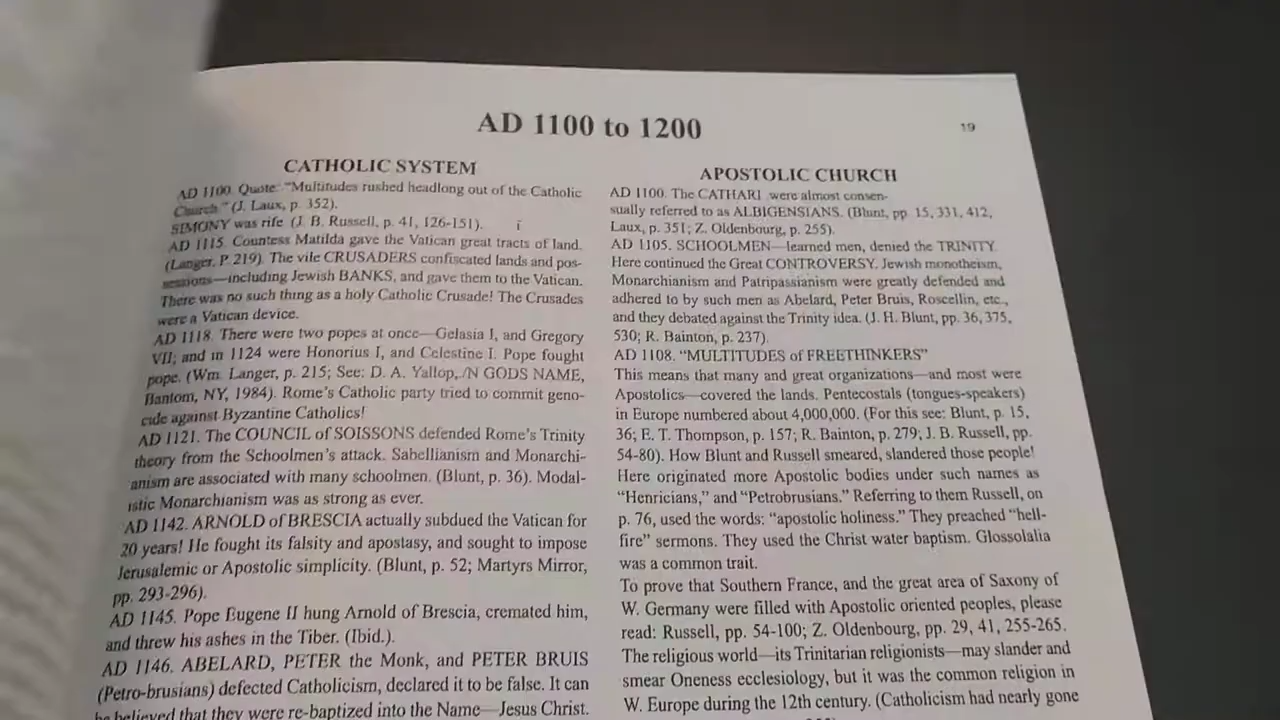 AD 1100 to 1200
19
CATHOLIC SYSTEM
AD 1100. Quote: "Multitudes rushed headlong out of the Catholic
Church." (J. Laux, p. 352).
SIMONY was rife (J. B. Russell, p. 41, 126-151).
AD 1115. Countess Matilda gave the Vatican great tracts of land.
(Langer, P. 219). The vile CRUSADERS confiscated lands and pos-
sessions—including Jewish BANKS, and gave them to the Vatican.
There was no such thing as a holy Catholic Crusade! The Crusades
were a Vatican device.
AD 1118. There were two popes at once—Gelasia I, and Gregory
VII; and in 1124 were Honorius I, and Celestine I. Pope fought
pope. (Wm. Langer, p. 215; See: D. A. Yallop, /N GODS NAME,
Bantom, NY, 1984). Rome's Catholic party tried to commit geno-
cide against Byzantine Catholics!
AD 1121. The COUNCIL of SOISSONS defended Rome's Trinity
theory from the Schoolmen's attack. Sabellianism and Monarchi-
anism are associated with many schoolmen. (Blunt, p. 36). Modal-
istic Monarchianism was as strong as ever.
AD 1142. ARNOLD of BRESCIA actually subdued the Vatican for
20 years! He fought its falsity and apostasy, and sought to impose
Jerusalemic or Apostolic simplicity. (Blunt, p. 52; Martyrs Mirror,
pp. 293-296).
AD 1145. Pope Eugene II hung Arnold of Brescia, cremated him,
and threw his ashes in the Tiber. (Ibid.).
AD 1146. ABELARD, PETER the Monk, and PETER BRUIS
(Petro-brusians) defected Catholicism, declared it to be false. It can
be believed that they were re-baptized into the Name—Jesus Christ.
APOSTOLIC CHURCH
AD 1100. The CATHARI were almost consen-
sually referred to as ALBIGENSIANS. (Blunt, pp. 15, 331, 412,
Laux, p. 351; Z. Oldenbourg, p. 255).
AD 1105. SCHOOLMEN—learned men, denied the TRINITY.
Here continued the Great CONTROVERSY. Jewish monotheism,
Monarchianism and Patripassianism were greatly defended and
adhered to by such men as Abelard, Peter Bruis, Roscellin, etc.,
and they debated against the Trinity idea. (J. H. Blunt, pp. 36, 375,
530; R. Bainton, p. 237).
AD 1108. "MULTITUDES of FREETHINKERS"
This means that many and great organizations—and most were
Apostolics—covered the lands. Pentecostals (tongues-speakers)
in Europe numbered about 4,000,000. (For this see: Blunt, p. 15,
36; E. T. Thompson, p. 157; R. Bainton, p. 279; J. B. Russell, pp.
54-80). How Blunt and Russell smeared, slandered those people!
Here originated more Apostolic bodies under such names as
"Henricians," and "Petrobrusians." Referring to them Russell, on
p. 76, used the words: "apostolic holiness." They preached "hell-
fire" sermons. They used the Christ water baptism. Glossolalia
was a common trait.
To prove that Southern France, and the great area of Saxony of
W. Germany were filled with Apostolic oriented peoples, please
read: Russell, pp. 54-100; Z. Oldenbourg, pp. 29, 41, 255-265.
The religious world—its Trinitarian religionists—may slander and
smear Oneness ecclesiology, but it was the common religion in
W. Europe during the 12th century. (Catholicism had nearly gone